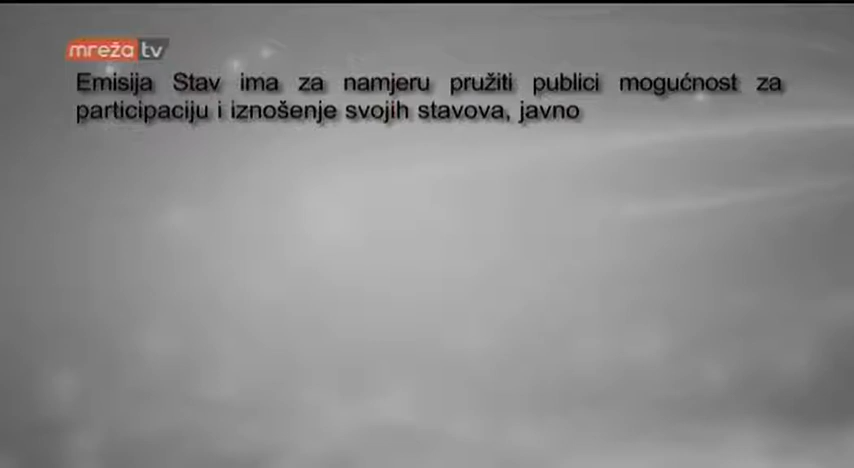 mreža tv
Emisija Stav ima za namjeru pružiti publici mogućnost za
participaciju i iznošenje svojih stavova, javno